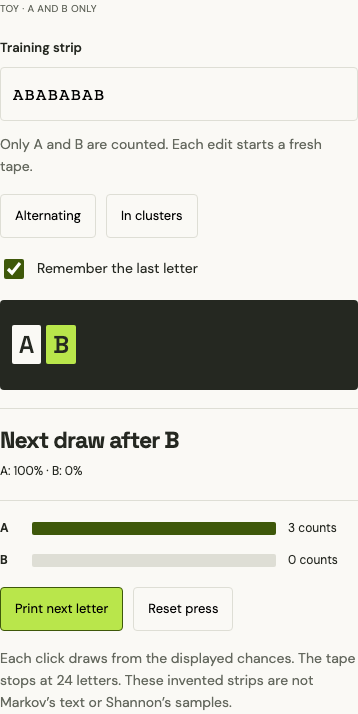 TOY · A AND B ONLY
Training strip
ABABABAB
Only A and B are counted. Each edit starts a fresh
tape.
Alternating In clusters
Remember the last letter
A B
Next draw after B
A: 100% · B: 0%
A 3 counts
B 0 counts
Print next letter Reset press
Each click draws from the displayed chances. The tape
stops at 24 letters. These invented strips are not
Markov’s text or Shannon’s samples.